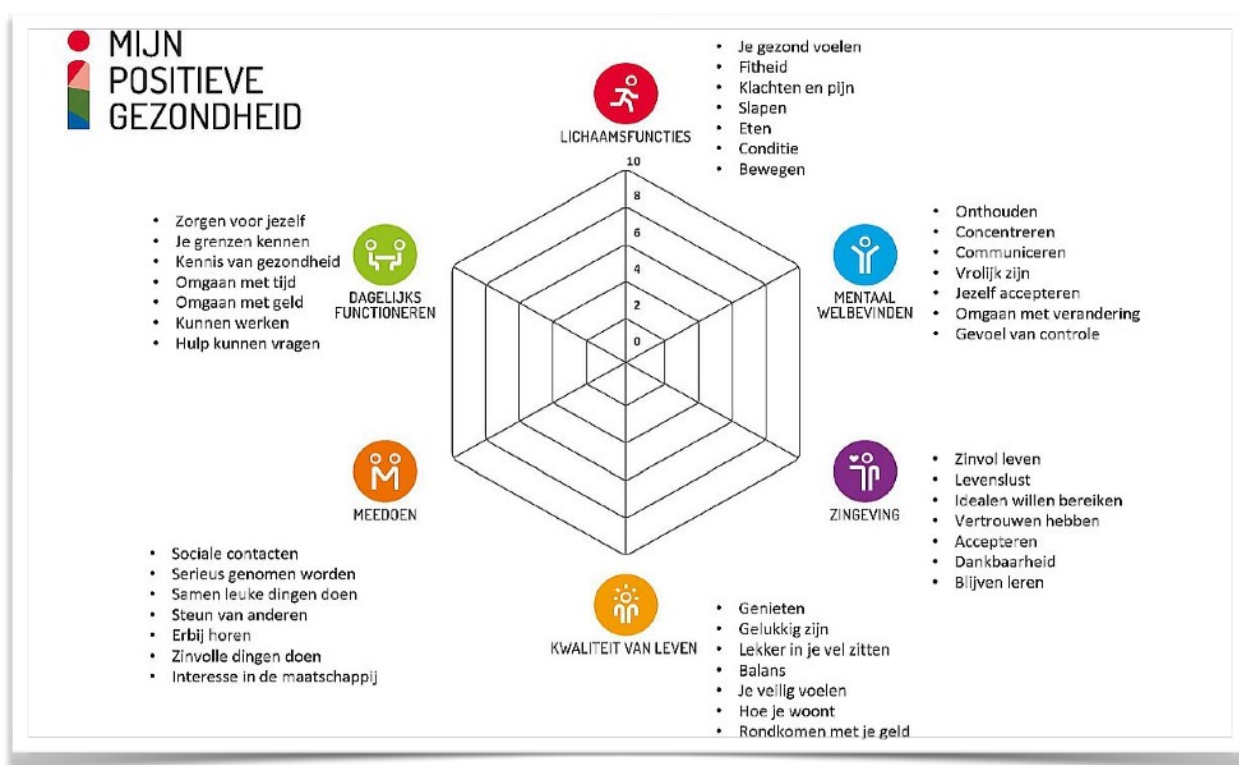 MIJN
POSITIEVE
GEZONDHEID
LICHAAMSFUNCTIES
• Je gezond voelen
• Fitheid
• Klachten en pijn
• Slapen
• Eten
• Conditie
• Bewegen
10
8
6
4
2
0
MENTAAL
WELBEVINDEN
• Onthouden
• Concentreren
• Communiceren
• Vrolijk zijn
• Jezelf accepteren
• Omgaan met verandering
• Gevoel van controle
ZINGEVING
• Zinvol leven
• Levenslust
• Idealen willen bereiken
• Vertrouwen hebben
• Accepteren
• Dankbaarheid
• Blijven leren
KWALITEIT VAN LEVEN
• Genieten
• Gelukkig zijn
• Lekker in je vel zitten
• Balans
• Je veilig voelen
• Hoe je woont
• Rondkomen met je geld
MEEDOEN
• Sociale contacten
• Serieus genomen worden
• Samen leuke dingen doen
• Steun van anderen
• Erbij horen
• Zinvolle dingen doen
• Interesse in de maatschappij
DAGELIJKS
FUNCTIONEREN
• Zorgen voor jezelf
• Je grenzen kennen
• Kennis van gezondheid
• Omgaan met tijd
• Omgaan met geld
• Kunnen werken
• Hulp kunnen vragen